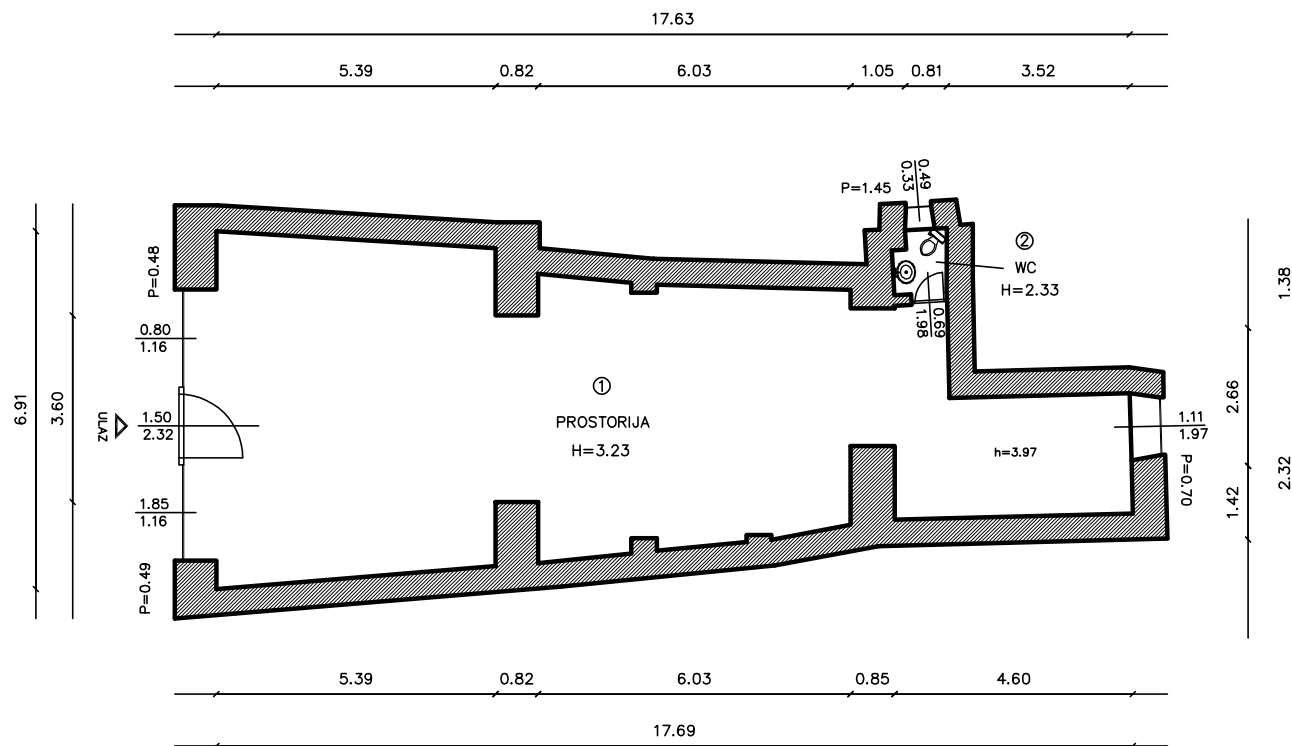 17.63
5.39 0.82 6.03 1.05 0.81 3.52
P=1.45
0.49
0.33
②
WC
H=2.33
1.38
P=0.48
0.80
1.16
0.69
1.98
6.91
3.60
ULAZ
1.50
2.32
①
PROSTORIJA
H=3.23
h=3.97
1.11
1.97
P=0.70
2.66
2.32
1.42
1.85
1.16
P=0.49
5.39 0.82 6.03 0.85 4.60
17.69